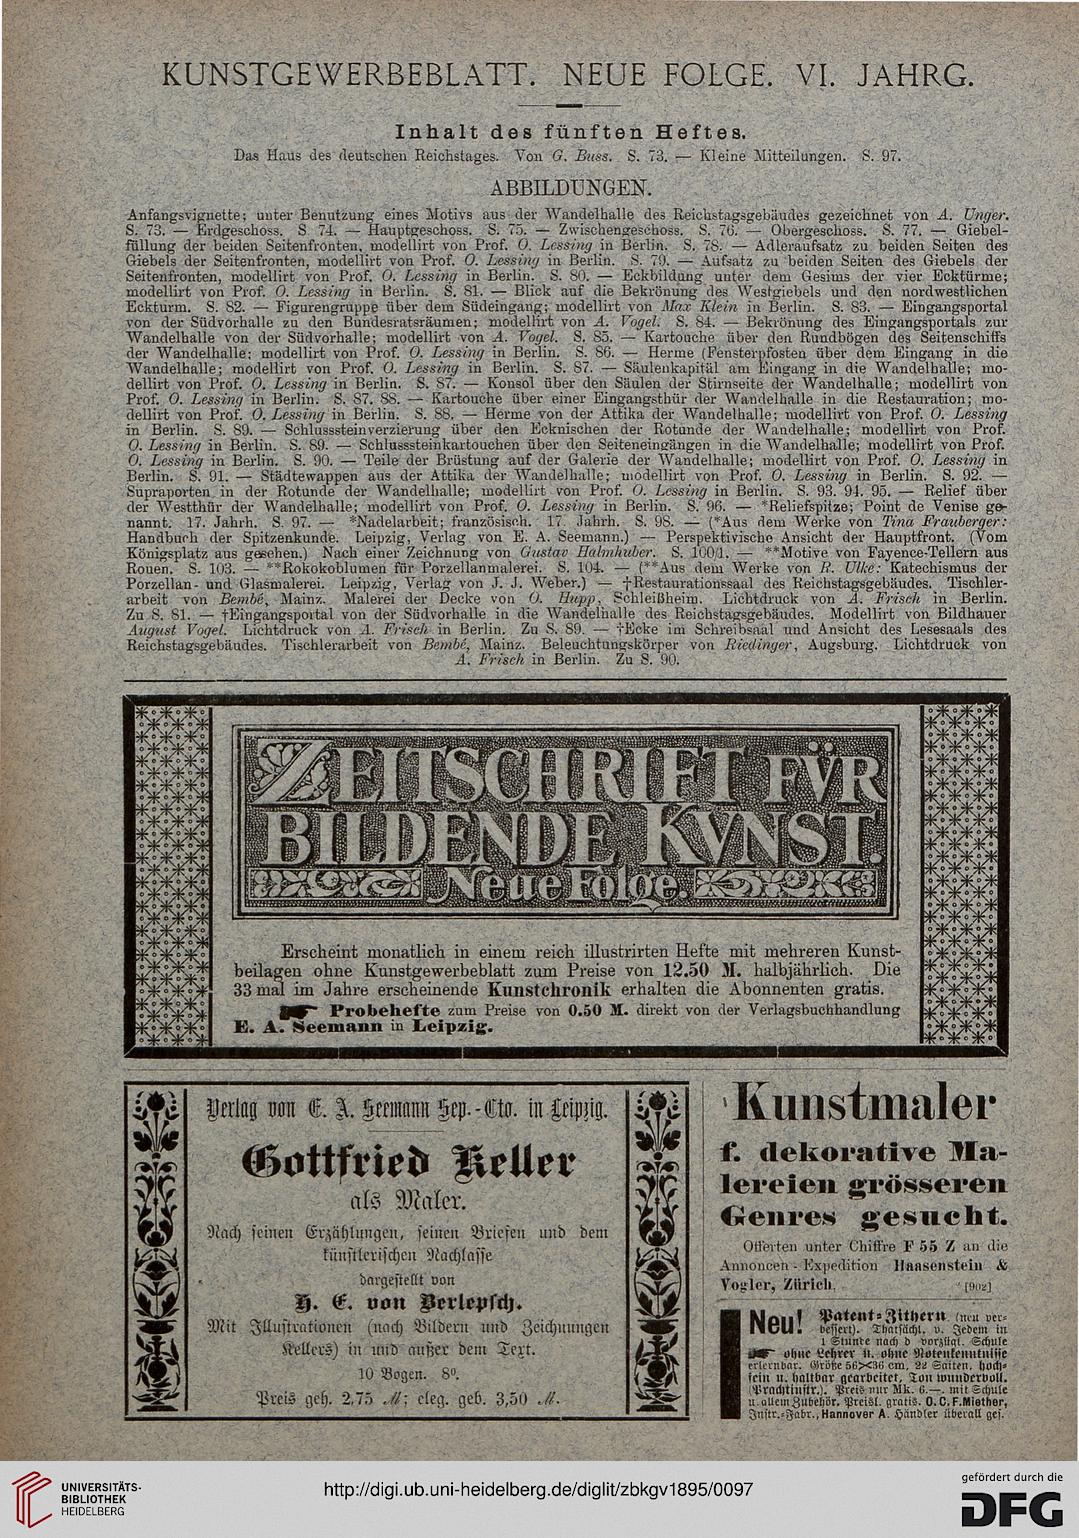 KUNSTGEWERBEBLATT. NEUE FOLGE. VI. JAHRG.
Inhalt des fünften Heftes.
Das Haus des deutschen Reichstages. Von G. Buss. S. 73. — Kleine Mitteilungen. S. 97.
ABBILDUNGEN.
Anfangsvignette; unter Benutzung eines Motivs aus der Wandelhalle des Reichstagsgebäudes gezeichnet von A. Unger.
S. 73. — Erdgeschoss. S 74. — Hauptgeschoss. S. 75. — Zwischengeschoss. S. 76. — Obergeschoss. S. 77. — Giebel-
füllung der beiden Seitenfronten, modellirt von Prof. O. Lessing in Berlin. S. 78. — Adleraufsatz zu beiden Seiten des
Giebels der Seitenfronten, modellirt von Prof. O. Lessing in Berlin. S. 79. — Aufsatz zu beiden Seiten des Giebels der
Seitenfronten, modellirt von Prof. O. Lessing in Berlin. S. 80. — Eckbildung unter dem Gesims der vier Ecktürme;
modellirt von Prof. O. Lessing in Berlin. S. 81. — Blick auf die Bekrönung des Westgiebels und den nordwestlichen
Eckturm. S. 82. — Figurengruppe über dem Südeingang; modellirt von Max Klein in Berlin. S. 83. — Eingangsportal
von der Südvorhalle zu den Bundesratsräumen; modellirt von A. Vogel. S. 84. — Bekrönung des Eingangsportals zur
Wandelhalle von der Südvorhalle; modellirt von A. Vogel. S. 85. — Kartouche über den Rundbögen des Seitenschiffs
der Wandelhalle; modellirt von Prof. O. Lessing in Berlin. S. 86. — Herme (Fensterpfosten über dem Eingang in die
Wandelhalle; modellirt von Prof. O. Lessing in Berlin. S. 87. — Säulenkapitäl am Eingang in die Wandelhalle; mo-
dellirt von Prof. O. Lessing in Berlin. S. 87. — Konsol über den Säulen der Stirnseite der Wandelhalle; modellirt von
Prof. O. Lessing in Berlin. S. 87. 88. — Kartouche über einer Eingangsthür der Wandelhalle in die Restauration; mo-
dellirt von Prof. O. Lessing in Berlin. S. 88. — Herme von der Attika der Wandelhalle; modellirt von Prof. O. Lessing
in Berlin. S. 89. — Schlusssteinverzierung über den Ecknischen der Rotunde der Wandelhalle; modellirt von Prof.
O. Lessing in Berlin. S. 89. — Schlusssteinkartouchen über den Seiteneingängen in die Wandelhalle; modellirt von Prof.
O. Lessing in Berlin. S. 90. — Teile der Brüstung auf der Galerie der Wandelhalle; modellirt von Prof. O. Lessing in
Berlin. S. 91. — Städtewappen aus der Attika der Wandelhalle; modellirt von Prof. O. Lessing in Berlin. S. 92. —
Supraporten in der Rotunde der Wandelhalle; modellirt von Prof. O. Lessing in Berlin. S. 93. 94. 95. — Relief über
der Westthür der Wandelhalle; modellirt von Prof. O. Lessing in Berlin. S. 96. — *Reliefspitze; Point de Venise ge-
nannt. 17. Jahrh. S. 97. — *Nadelarbeit; französisch. 17. Jahrh. S. 98. — (*Aus dem Werke von Tina Frauberger:
Handbuch der Spitzenkunde. Leipzig, Verlag von E. A. Seemann.) — Perspektivische Ansicht der Hauptfront. (Vom
Königsplatz aus gesehen.) Nach einer Zeichnung von Gustav Halmhuber. S. 100/1. — **Motive von Fayence-Tellern aus
Rouen. S. 103. — **Rokokoblumen für Porzellanmalerei. S. 104. — (**Aus dem Werke von R. Ulke: Katechismus der
Porzellan- und Glasmalerei. Leipzig, Verlag von J. J. Weber.) — †Restaurationssaal des Reichstagsgebäudes. Tischler-
arbeit von Bembé, Mainz. Malerei der Decke von O. Hupp, Schleißheim. Lichtdruck von A. Frisch in Berlin.
Zu S. 81. — †Eingangsportal von der Südvorhalle in die Wandelhalle des Reichstagsgebäudes. Modellirt von Bildhauer
August Vogel. Lichtdruck von A. Frisch in Berlin. Zu S. 89. — †Ecke im Schreibsaal und Ansicht des Lesesaals des
Reichstagsgebäudes. Tischlerarbeit von Bembé, Mainz. Beleuchtungskörper von Riedinger, Augsburg. Lichtdruck von
A. Frisch in Berlin. Zu S. 90.
ZEITSCHRIFT FÜR
BILDENDE KVNST.
Neue Folge.
Erscheint monatlich in einem reich illustrirten Hefte mit mehreren Kunst-
beilagen ohne Kunstgewerbeblatt zum Preise von 12.50 M. halbjährlich. Die
33 mal im Jahre erscheinende Kunstchronik erhalten die Abonnenten gratis.
Probehefte zum Preise von 0.50 M. direkt von der Verlagsbuchhandlung
E. A. Seemann in Leipzig.
Verlag von E. A. Seemann Sep.-Cto. in Leipzig.
Gottfried Keller
als Maler.
Nach seinen Erzählungen, seinen Briefen und dem
künstlerischen Nachlasse
dargestellt von
H. E. von Berlepsch.
Mit Illustrationen (nach Bildern und Zeichnungen
Kellers) in und außer dem Text.
10 Bogen. 8⁰.
Preis geh. 2,75 M; eleg. geb. 3,50 M.
Kunstmaler
f. dekorative Ma-
lereien grösseren
Genres gesucht.
Offerten unter Chiffre F 55 Z an die
Annoncen-Expedition Haasenstein &
Vogler, Zürich. [902]
Neu! Patent-Zithern (neu ver-
bessert). Thatsächl. v. Jedem in
1 Stunte nach d vorzügl. Schule
ohne Lehrer u. ohne Notenkenntnisse
erlernbar. Größe 56×36 cm, 22 Saiten, hoch-
fein u. haltbar gearbeitet, Ton wundervoll.
(Prachtinstr.). Preis nur Mk. 6.—. mit Schule
u. allem Zubehör. Preisl. gratis. O. C. F. Miether,
Instr.-Fabr., Hannover A. Händler überall ges.
UNIVERSITÄTS-
BIBLIOTHEK
HEIDELBERG
http://digi.ub.uni-heidelberg.de/diglit/zbkgv1895/0097
gefördert durch die
DFG